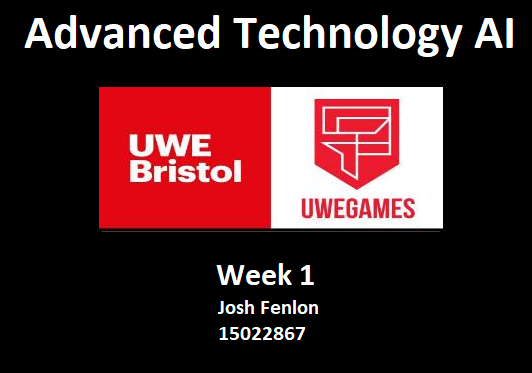 Advanced Technology AI
UWE
Bristol
UWEGAMES
Week 1
Josh Fenlon
15022867